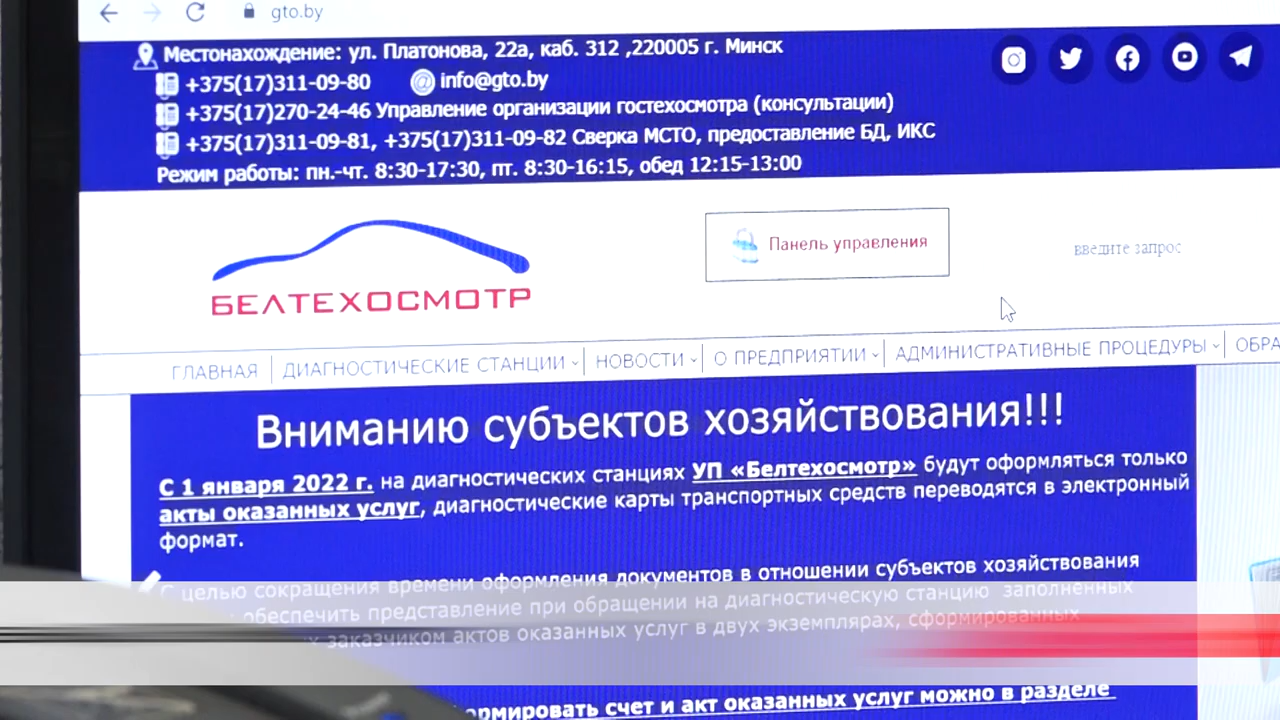 gto.by
Местонахождение: ул. Платонова, 22а, каб. 312 ,220005 г. Минск
+375(17)311-09-80 @ info@gto.by
+375(17)270-24-46 Управление организации гостехосмотра (консультации)
+375(17)311-09-81, +375(17)311-09-82 Сверка МСТО, предоставление БД, ИКС
Режим работы: пн.-чт. 8:30-17:30, пт. 8:30-16:15, обед 12:15-13:00
БЕЛТЕХОСМОТР
Панель управления
введите запрос
ГЛАВНАЯ ДИАГНОСТИЧЕСКИЕ СТАНЦИИ НОВОСТИ О ПРЕДПРИЯТИИ АДМИНИСТРАТИВНЫЕ ПРОЦЕДУРЫ ОБРА
Вниманию субъектов хозяйствования!!!
С 1 января 2022 г. на диагностических станциях УП «Белтехосмотр» будут оформляться только
акты оказанных услуг, диагностические карты транспортных средств переводятся в электронный
формат.
С целью сокращения времени оформления документов в отношении субъектов хозяйствования
обеспечить представление при обращении на диагностическую станцию заполненных
х заказчиком актов оказанных услуг в двух экземплярах, сформированных
ормировать счет и акт оказанных услуг можно в разделе